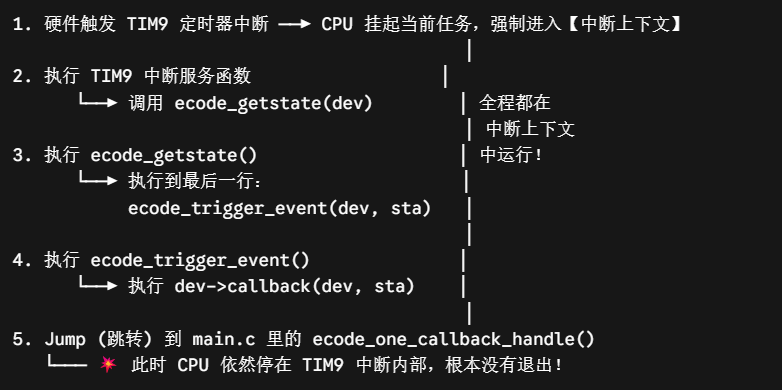 1. 硬件触发 TIM9 定时器中断 ──► CPU 挂起当前任务，强制进入【中断上下文】
│
2. 执行 TIM9 中断服务函数 │
└──► 调用 ecode_getstate(dev) │ 全程都在
│ 中断上下文
3. 执行 ecode_getstate() │ 中运行！
└──► 执行到最后一行： │
ecode_trigger_event(dev, sta) │
│
4. 执行 ecode_trigger_event() │
└──► 执行 dev->callback(dev, sta) │
│
5. Jump (跳转) 到 main.c 里的 ecode_one_callback_handle()
└─── 💥 此时 CPU 依然停在 TIM9 中断内部，根本没有退出！